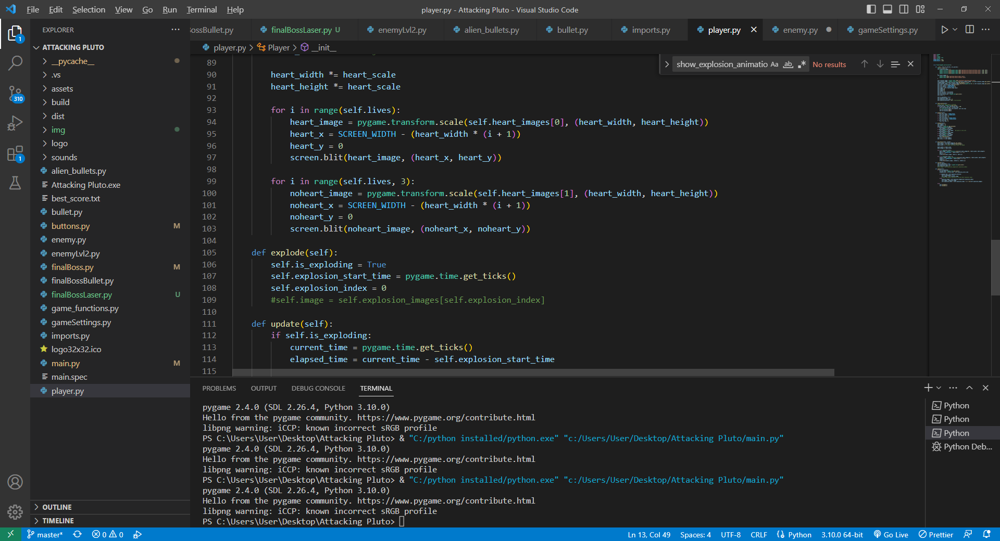 File Edit Selection View Go Run Terminal Help
player.py - Attacking Pluto - Visual Studio Code
EXPLORER
ossBullet.py
finalBossLaser.py U
enemyLvl2.py
alien_bullets.py
bullet.py
imports.py
player.py
enemy.py
gameSettings.py
player.py > Player > __init__
show_explosion_animatio Aa ab .* No results
1
310
1
ATTACKING PLUTO
__pycache__
.vs
assets
build
dist
img
logo
sounds
alien_bullets.py
Attacking Pluto.exe
best_score.txt
bullet.py
buttons.py M
enemy.py
enemyLvl2.py
finalBoss.py M
finalBossBullet.py
finalBossLaser.py U
game_functions.py
gameSettings.py
imports.py
logo32x32.ico
main.py M
main.spec
player.py
OUTLINE
TIMELINE
89
90 heart_width *= heart_scale
91 heart_height *= heart_scale
92
93 for i in range(self.lives):
94 heart_image = pygame.transform.scale(self.heart_images[0], (heart_width, heart_height))
95 heart_x = SCREEN_WIDTH - (heart_width * (i + 1))
96 heart_y = 0
97 screen.blit(heart_image, (heart_x, heart_y))
98
99 for i in range(self.lives, 3):
100 noheart_image = pygame.transform.scale(self.heart_images[1], (heart_width, heart_height))
101 noheart_x = SCREEN_WIDTH - (heart_width * (i + 1))
102 noheart_y = 0
103 screen.blit(noheart_image, (noheart_x, noheart_y))
104
105 def explode(self):
106 self.is_exploding = True
107 self.explosion_start_time = pygame.time.get_ticks()
108 self.explosion_index = 0
109 #self.image = self.explosion_images[self.explosion_index]
110
111 def update(self):
112 if self.is_exploding:
113 current_time = pygame.time.get_ticks()
114 elapsed_time = current_time - self.explosion_start_time
115
PROBLEMS OUTPUT DEBUG CONSOLE TERMINAL
pygame 2.4.0 (SDL 2.26.4, Python 3.10.0)
Hello from the pygame community. https://www.pygame.org/contribute.html
libpng warning: iCCP: known incorrect sRGB profile
PS C:\Users\User\Desktop\Attacking Pluto> & "C:/python installed/python.exe" "c:/Users/User/Desktop/Attacking Pluto/main.py"
pygame 2.4.0 (SDL 2.26.4, Python 3.10.0)
Hello from the pygame community. https://www.pygame.org/contribute.html
libpng warning: iCCP: known incorrect sRGB profile
PS C:\Users\User\Desktop\Attacking Pluto> & "C:/python installed/python.exe" "c:/Users/User/Desktop/Attacking Pluto/main.py"
pygame 2.4.0 (SDL 2.26.4, Python 3.10.0)
Hello from the pygame community. https://www.pygame.org/contribute.html
libpng warning: iCCP: known incorrect sRGB profile
PS C:\Users\User\Desktop\Attacking Pluto>
Python
Python
Python
Python Deb...
master* 0 0
Ln 13, Col 49 Spaces: 4 UTF-8 CRLF Python 3.10.0 64-bit Go Live Prettier